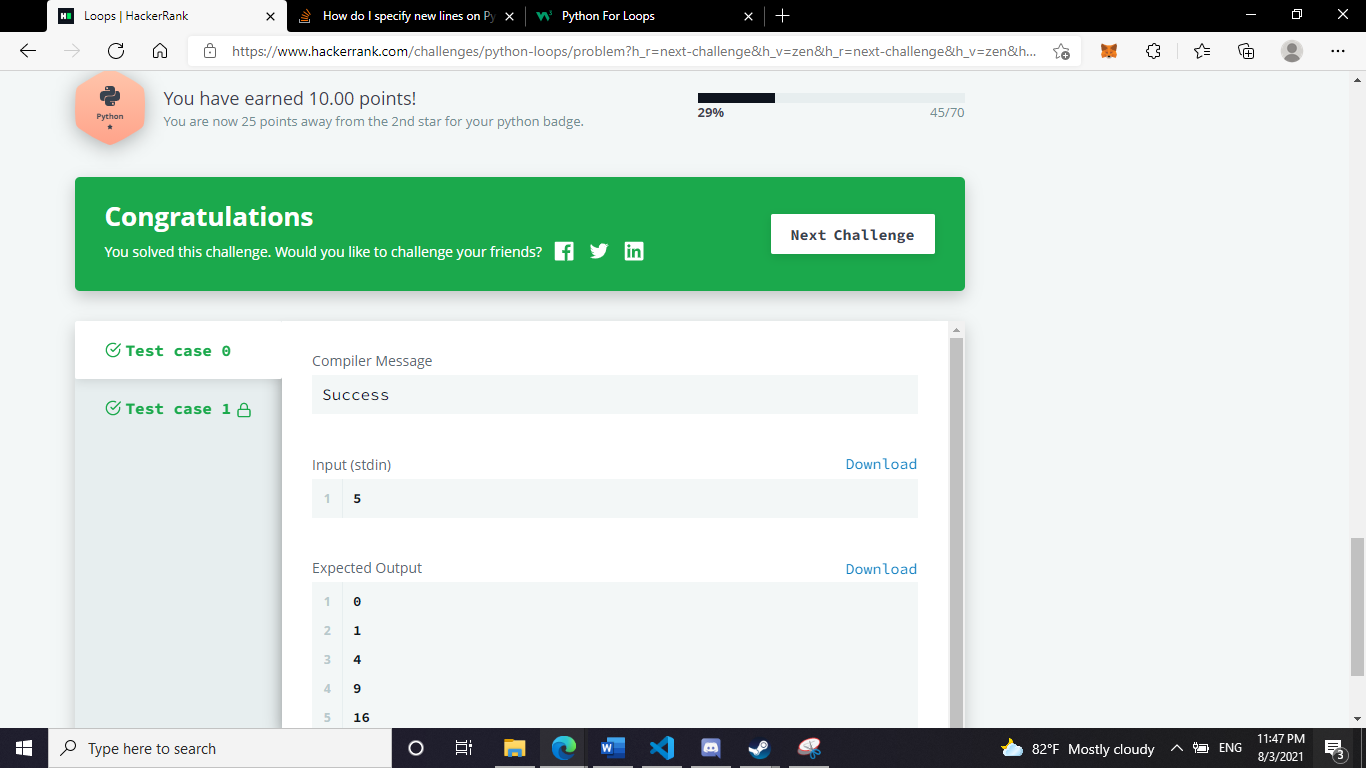 Loops | HackerRank
How do I specify new lines on Py
Python For Loops
https://www.hackerrank.com/challenges/python-loops/problem?h_r=next-challenge&h_v=zen&h_r=next-challenge&h_v=zen&h...
Python
You have earned 10.00 points!
You are now 25 points away from the 2nd star for your python badge.
29%
45/70
Congratulations
You solved this challenge. Would you like to challenge your friends?
Next Challenge
Test case 0
Test case 1
Compiler Message
Success
Input (stdin)
Download
1 5
Expected Output
Download
1 0
2 1
3 4
4 9
5 16
Type here to search
82°F Mostly cloudy
ENG
11:47 PM
8/3/2021
3